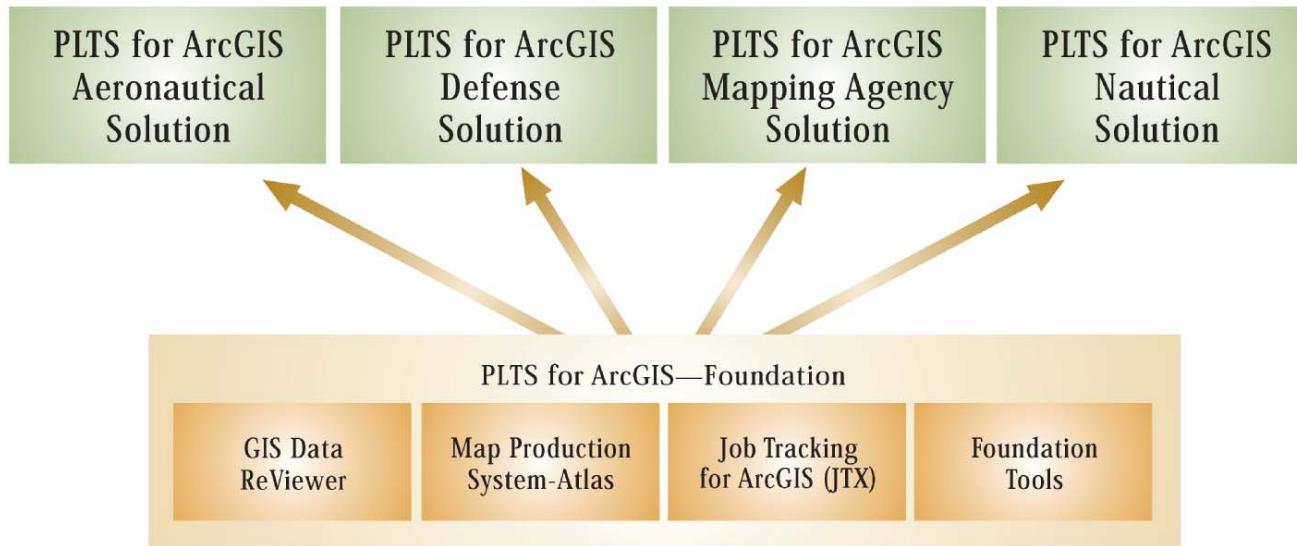 PLTS for ArcGIS
Aeronautical
Solution
PLTS for ArcGIS
Defense
Solution
PLTS for ArcGIS
Mapping Agency
Solution
PLTS for ArcGIS
Nautical
Solution
PLTS for ArcGIS—Foundation
GIS Data
ReViewer
Map Production
System-Atlas
Job Tracking
for ArcGIS (JTX)
Foundation
Tools